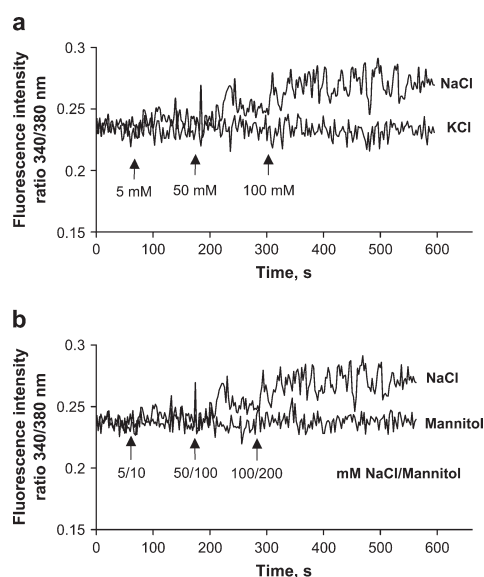 a
Fluorescence intensity
ratio 340/380 nm
0.3
0.25
0.2
0.15
NaCl
KCl
5 mM
50 mM
100 mM
0 100 200 300 400 500 600
Time, s
b
Fluorescence intensity
ratio 340/380 nm
0.3
0.25
0.2
0.15
NaCl
Mannitol
5/10
50/100
100/200
mM NaCl/Mannitol
0 100 200 300 400 500 600
Time, s